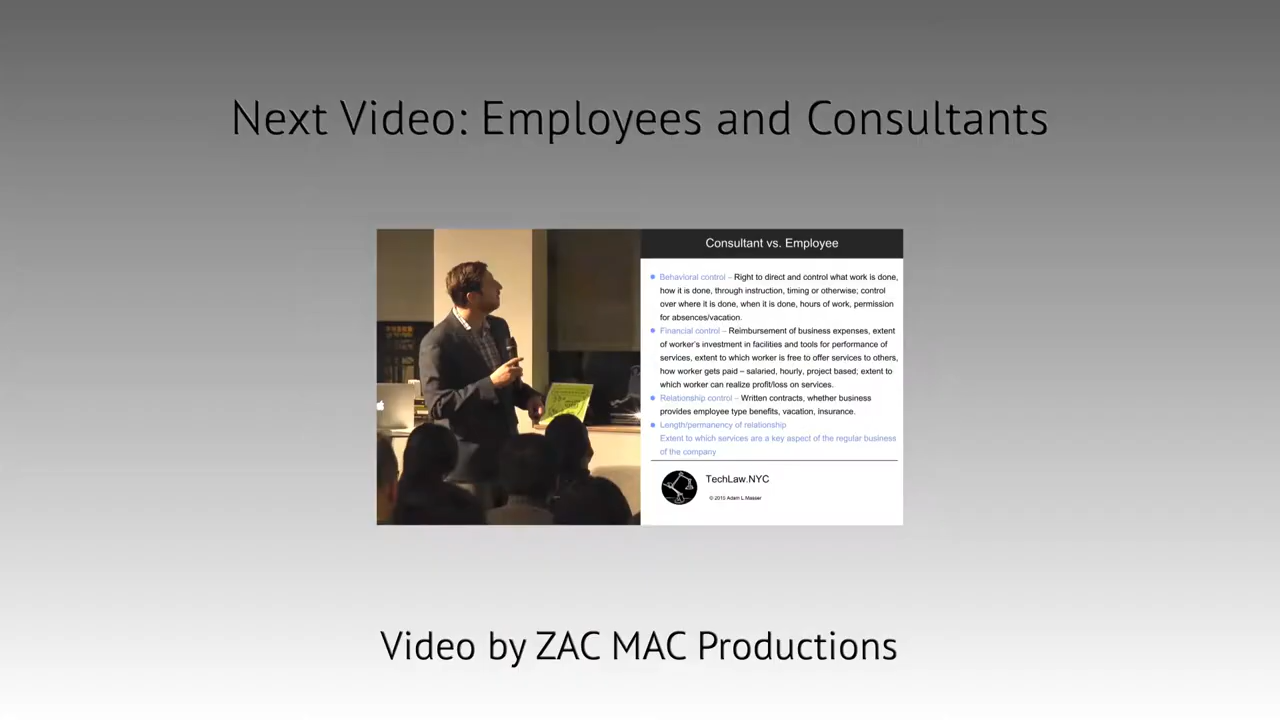 Next Video: Employees and Consultants
Consultant vs. Employee
Behavioral control – Right to direct and control what work is done,
how it is done, through instruction, timing or otherwise; control
over where it is done, when it is done, hours of work, permission
for absences/vacation.
Financial control – Reimbursement of business expenses, extent
of worker's investment in facilities and tools for performance of
services, extent to which worker is free to offer services to others,
how worker gets paid – salaried, hourly, project based; extent to
which worker can realize profit/loss on services.
Relationship control – Written contracts, whether business
provides employee type benefits, vacation, insurance.
Length/permanency of relationship
Extent to which services are a key aspect of the regular business
of the company
TechLaw.NYC
Adam L
Video by ZAC MAC Productions